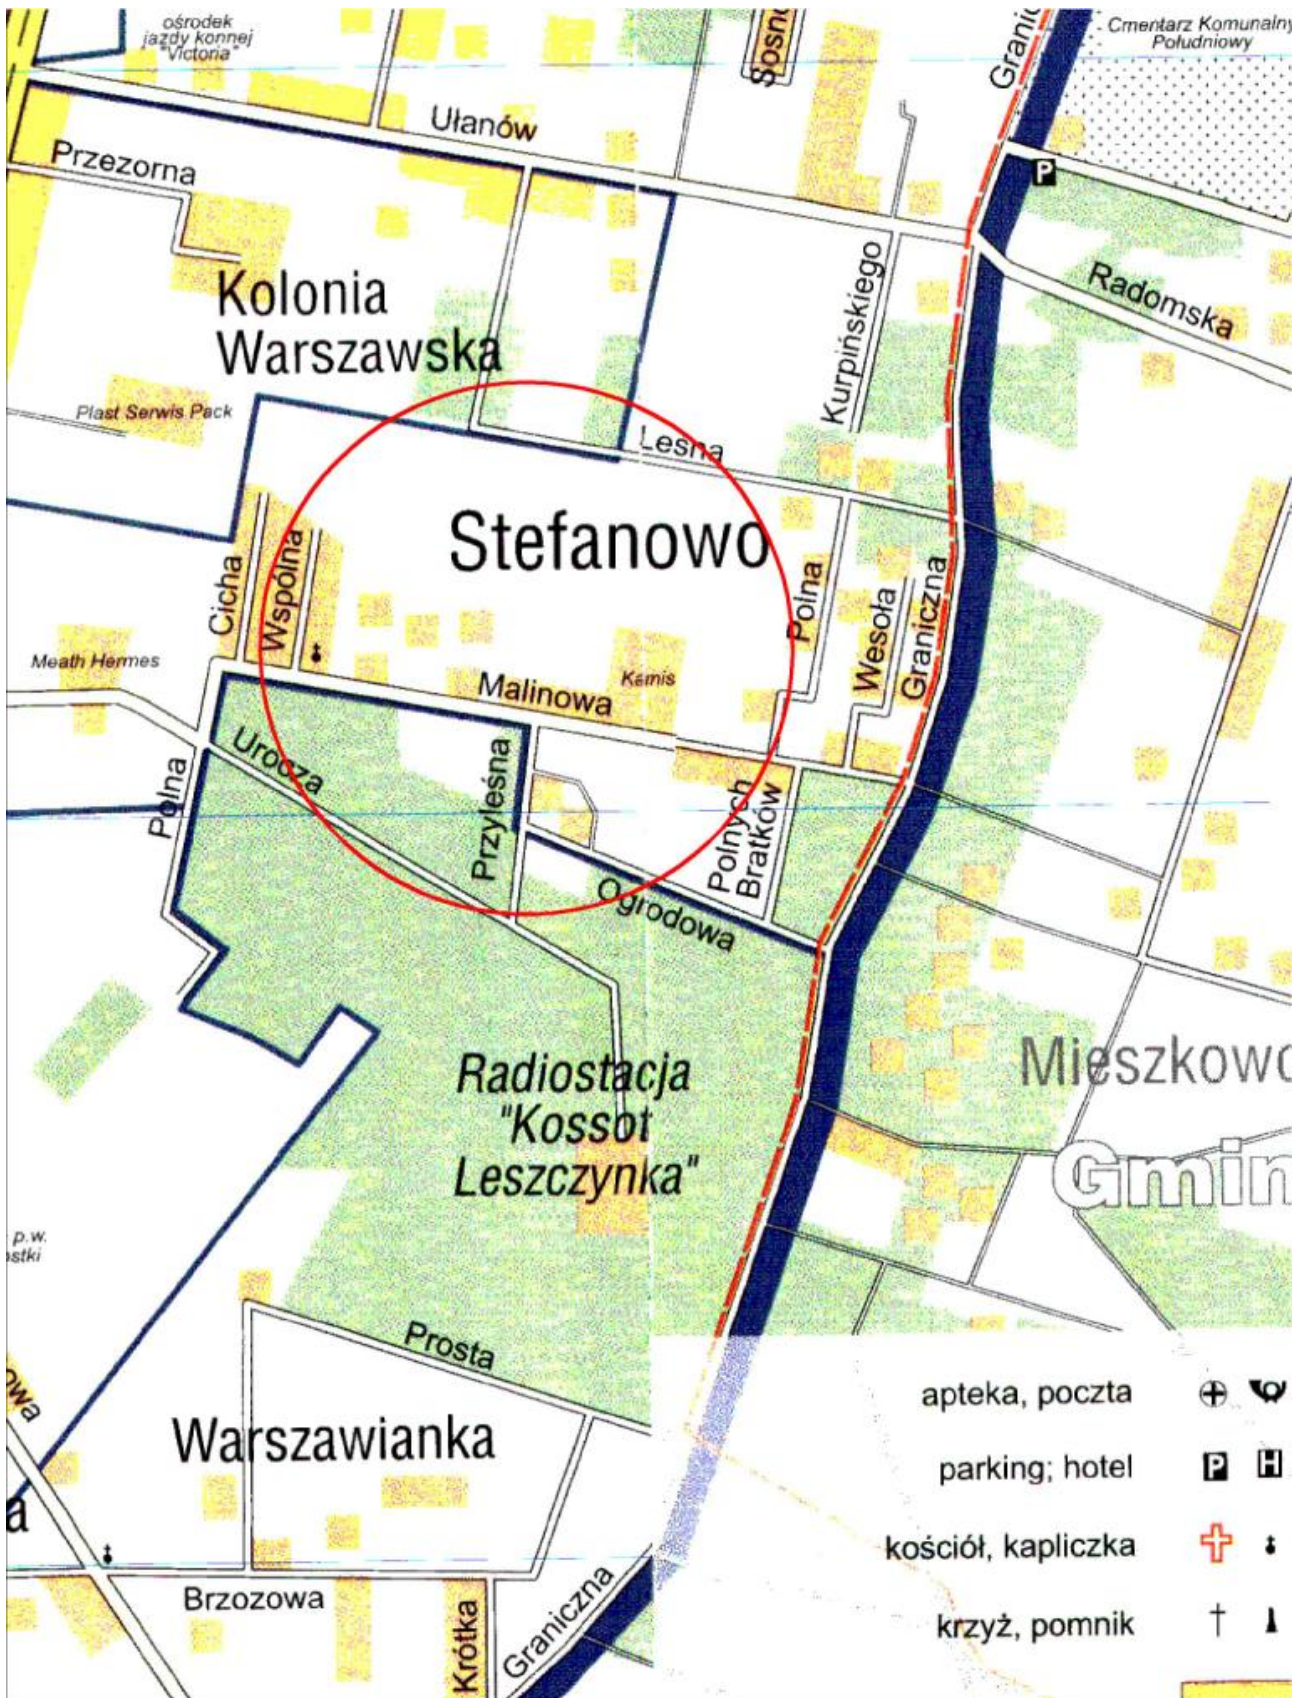 ośrodek
jazdy konnej
"Victoria"
Cmentarz Komunalny
Południowy
Ułanów
Przezorna
Kolonia
Warszawska
Kurpińskiego
Radomska
Plast Serwis Pack
Leśna
Stefanowo
Cicha
Wspólna
Polna
Wesoła
Graniczna
Meath Hermes
Malinowa
Kamis
Urocza
Przyleśna
Polna
Polnych
Bratków
Ogrodowa
Radiostacja
"Kossot
Leszczynka"
Mieszkowo
Gmin
p.w.
Prosta
Warszawianka
apteka, poczta
parking; hotel
P H
kościół, kapliczka
krzyż, pomnik
Brzozowa
Krótka
Graniczna
P